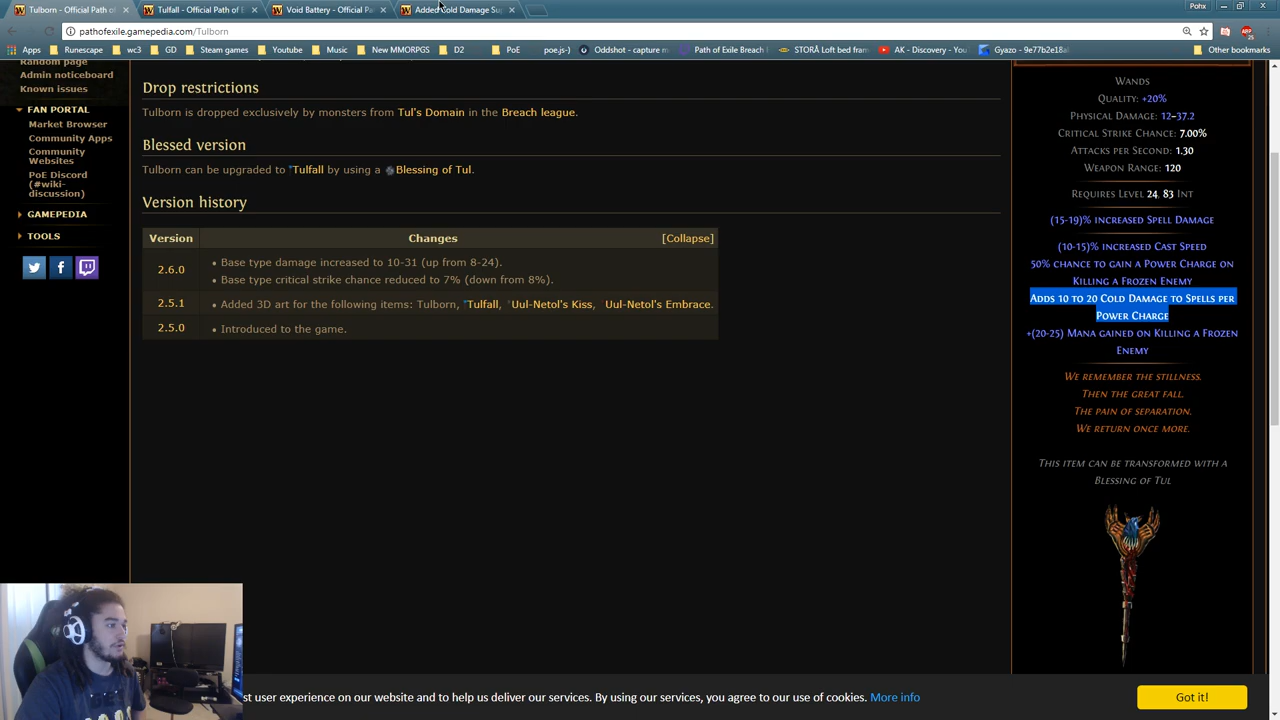 Tulborn - Official Path of
Tulfall - Official Path of E
Void Battery - Official Pa
Added Cold Damage Su
Pohx
pathofexile.gamepedia.com/Tulborn
Apps
Runescape
wc3
GD
Steam games
Youtube
Music
New MMORPGS
D2
PoE
poe.js-)
Oddshot - capture m
Path of Exile Breach
STORÅ Loft bed fram
AK - Discovery - You
Gyazo - 9e77b2e18a
Other bookmarks
Random page
Admin noticeboard
Known issues
FAN PORTAL
Market Browser
Community Apps
Community
Websites
PoE Discord
(#wiki-
discussion)
GAMEPEDIA
TOOLS
Drop restrictions
Tulborn is dropped exclusively by monsters from Tul's Domain in the Breach league.
Blessed version
Tulborn can be upgraded to Tulfall by using a Blessing of Tul.
Version history
Version Changes [Collapse]
2.6.0
Base type damage increased to 10-31 (up from 8-24).
Base type critical strike chance reduced to 7% (down from 8%).
2.5.1 Added 3D art for the following items: Tulborn, Tulfall, Uul-Netol's Kiss, Uul-Netol's Embrace.
2.5.0 Introduced to the game.
Wands
Quality: +20%
Physical Damage: 12–37.2
Critical Strike Chance: 7.00%
Attacks per Second: 1.30
Weapon Range: 120
Requires Level 24, 83 Int
(15-19)% increased Spell Damage
(10-15)% increased Cast Speed
50% chance to gain a Power Charge on
Killing a Frozen Enemy
Adds 10 to 20 Cold Damage to Spells per
Power Charge
+(20-25) Mana gained on Killing a Frozen
Enemy
We remember the stillness.
Then the great fall.
The pain of separation.
We return once more.
This item can be transformed with a
Blessing of Tul
st user experience on our website and to help us deliver our services. By using our services, you agree to our use of cookies. More info
Got it!